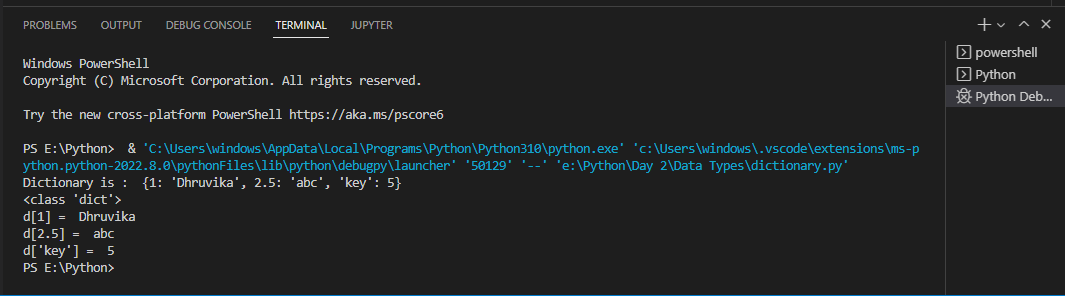 PROBLEMS OUTPUT DEBUG CONSOLE TERMINAL JUPYTER
Windows PowerShell
Copyright (C) Microsoft Corporation. All rights reserved.
Try the new cross-platform PowerShell https://aka.ms/pscore6
PS E:\Python>  & 'C:\Users\windows\AppData\Local\Programs\Python\Python310\python.exe' 'c:\Users\windows\.vscode\extensions\ms-p
ython.python-2022.8.0\pythonFiles\lib\python\debugpy\launcher' '50129' '--' 'e:\Python\Day 2\Data Types\dictionary.py'
Dictionary is :  {1: 'Dhruvika', 2.5: 'abc', 'key': 5}
<class 'dict'>
d[1] =  Dhruvika
d[2.5] =  abc
d['key'] =  5
PS E:\Python>
powershell
Python
Python Deb...